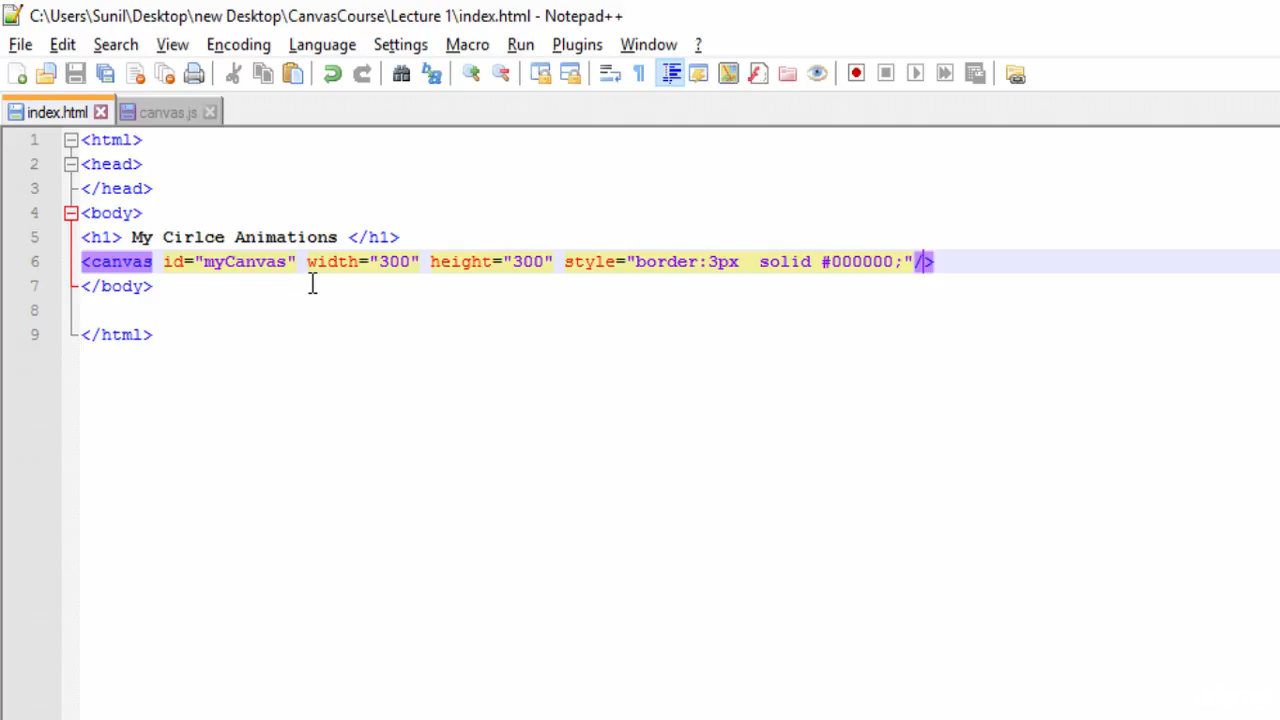 C:\Users\Sunil\Desktop\new Desktop\CanvasCourse\Lecture 1\index.html - Notepad++
File Edit Search View Encoding Language Settings Macro Run Plugins Window ?
index.html canvas.js
1 <html>
2 <head>
3 </head>
4 <body>
5 <h1> My Cirlce Animations </h1>
6 <canvas id="myCanvas" width="300" height="300" style="border:3px  solid #000000;"/>
7 </body>
8
9 </html>